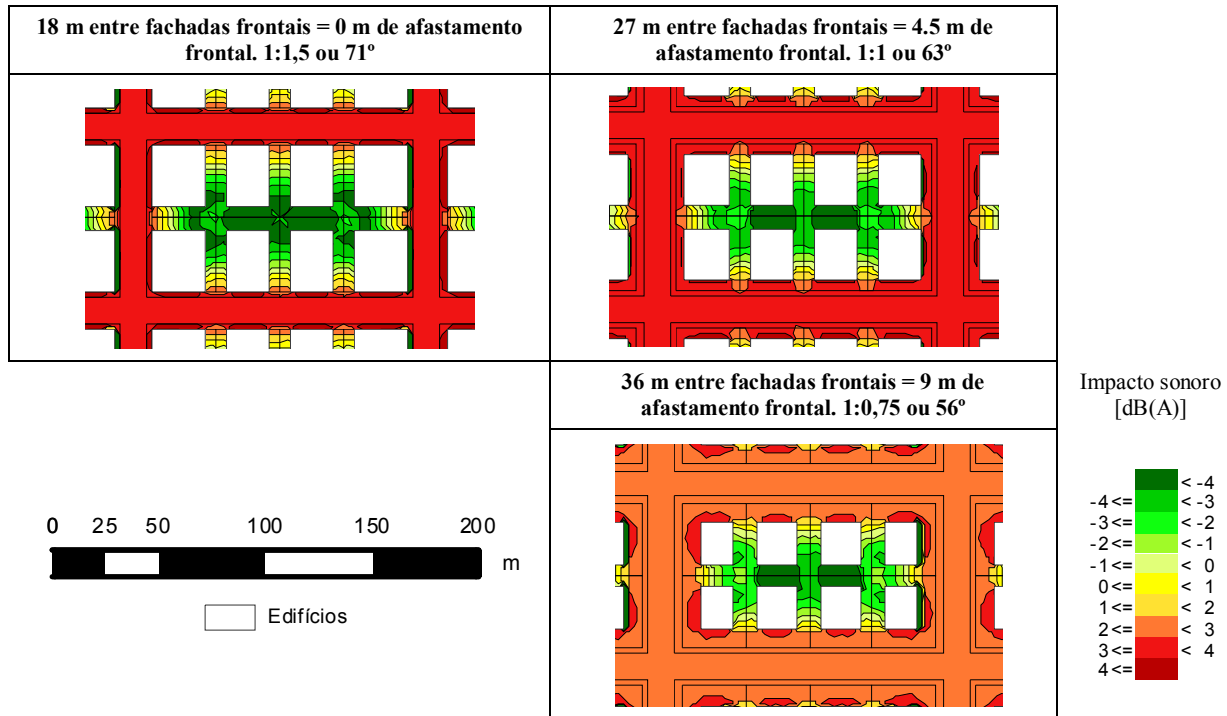 18 m entre fachadas frontais = 0 m de afastamento
frontal. 1:1,5 ou 71º
27 m entre fachadas frontais = 4.5 m de
afastamento frontal. 1:1 ou 63º
36 m entre fachadas frontais = 9 m de
afastamento frontal. 1:0,75 ou 56º
Impacto sonoro
[dB(A)]
< -4
-4 <= < -3
-3 <= < -2
-2 <= < -1
-1 <= < 0
0 <= < 1
1 <= < 2
2 <= < 3
3 <= < 4
4 <=
0 25 50 100 150 200
m
Edifícios